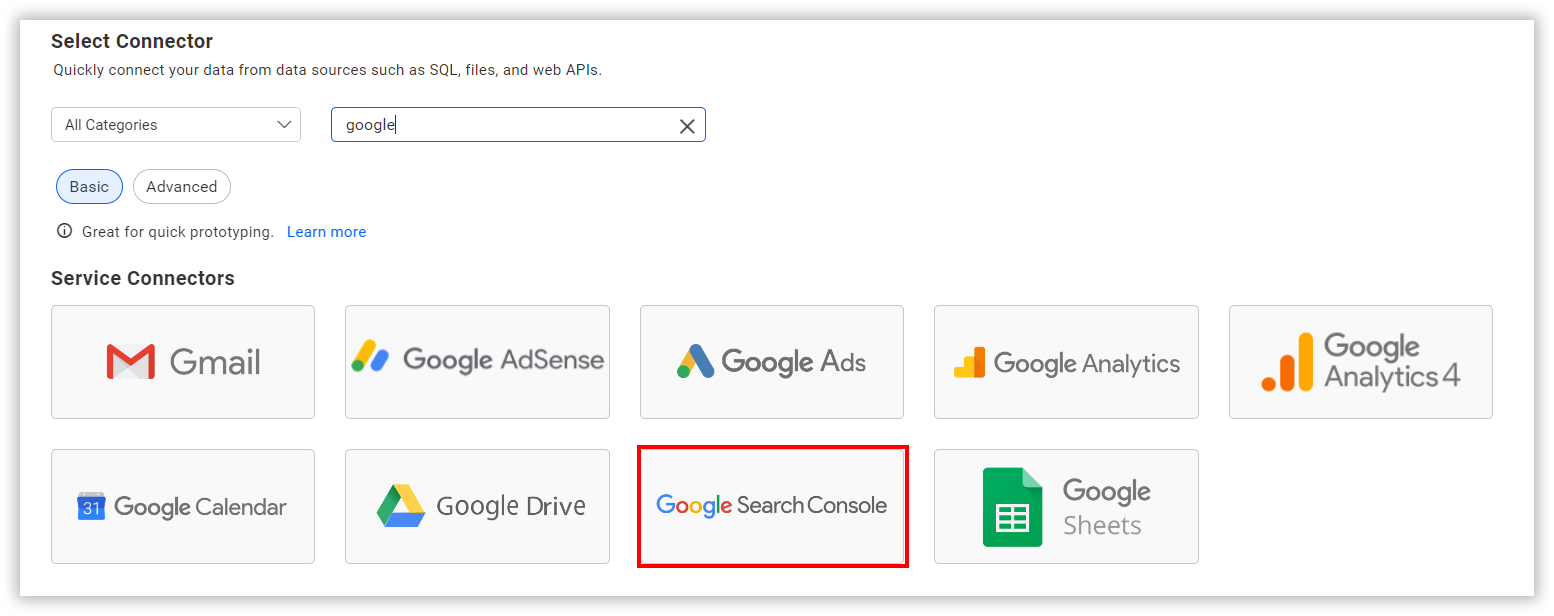 Select Connector
Quickly connect your data from data sources such as SQL, files, and web APIs.
All Categories
google
Basic
Advanced
Great for quick prototyping. Learn more
Service Connectors
Gmail
Google AdSense
Google Ads
Google Analytics
Google
Analytics 4
31 Google Calendar
Google Drive
Google Search Console
Google
Sheets